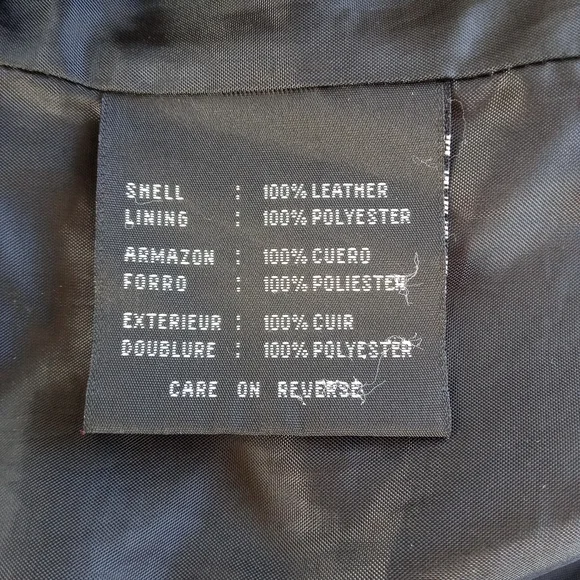 SHELL : 100% LEATHER
LINING : 100% POLYESTER
ARMAZON : 100% CUERO
FORRO : 100% POLIESTER
EXTERIEUR : 100% CUIR
DOUBLURE : 100% POLYESTER
CARE ON REVERSE